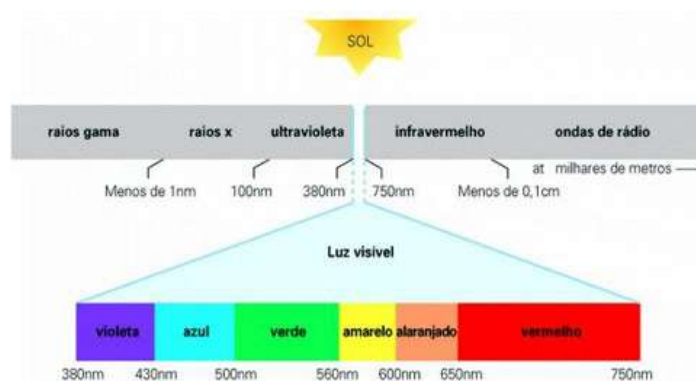 SOL
raios gama raios x ultravioleta infravermelho ondas de rádio
at milhares de metros
Menos de 1nm 100nm 380nm 750nm Menos de 0,1cm
Luz visível
violeta azul verde amarelo alaranjado vermelho
380nm 430nm 500nm 560nm 600nm 650nm 750nm